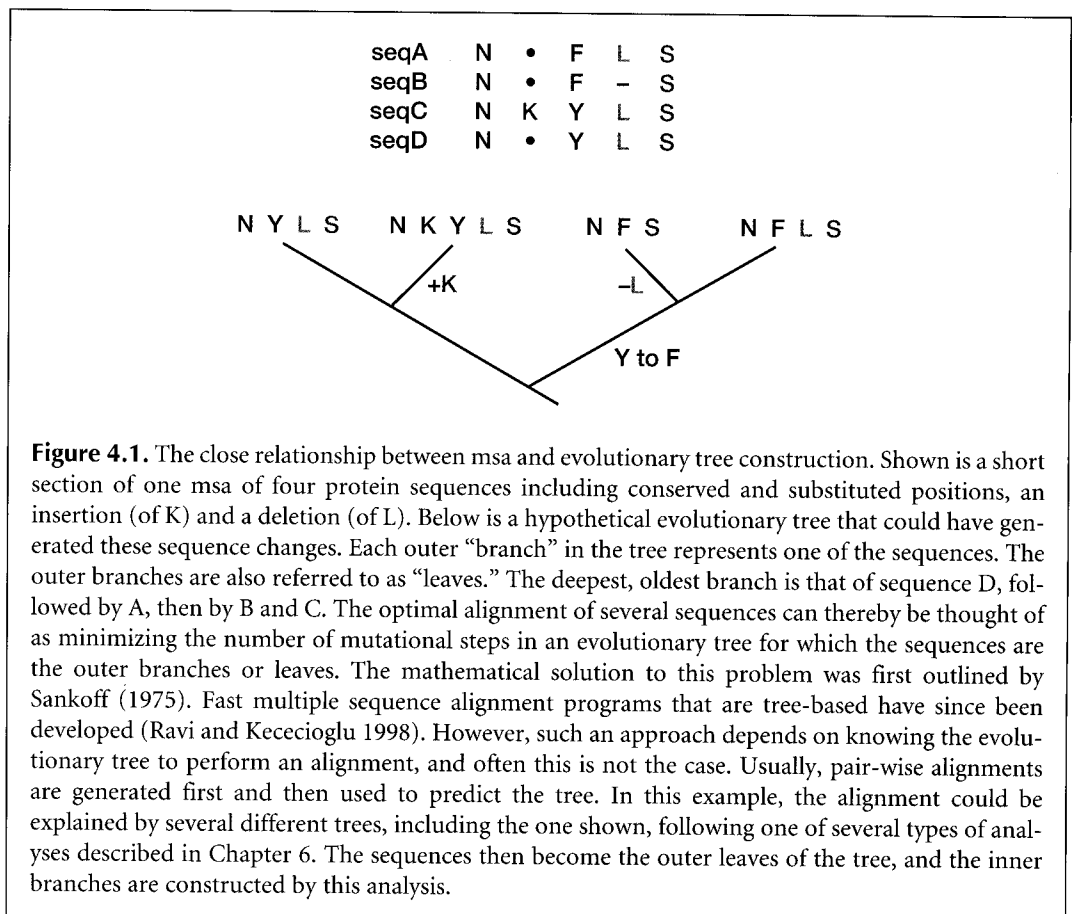 seqA N • F L S
seqB N • F – S
seqC N K Y L S
seqD N • Y L S
N Y L S N K Y L S N F S N F L S
+K –L
Y to F
Figure 4.1. The close relationship between msa and evolutionary tree construction. Shown is a short
section of one msa of four protein sequences including conserved and substituted positions, an
insertion (of K) and a deletion (of L). Below is a hypothetical evolutionary tree that could have gen-
erated these sequence changes. Each outer “branch” in the tree represents one of the sequences. The
outer branches are also referred to as “leaves.” The deepest, oldest branch is that of sequence D, fol-
lowed by A, then by B and C. The optimal alignment of several sequences can thereby be thought of
as minimizing the number of mutational steps in an evolutionary tree for which the sequences are
the outer branches or leaves. The mathematical solution to this problem was first outlined by
Sankoff (1975). Fast multiple sequence alignment programs that are tree-based have since been
developed (Ravi and Kececioglu 1998). However, such an approach depends on knowing the evolu-
tionary tree to perform an alignment, and often this is not the case. Usually, pair-wise alignments
are generated first and then used to predict the tree. In this example, the alignment could be
explained by several different trees, including the one shown, following one of several types of anal-
yses described in Chapter 6. The sequences then become the outer leaves of the tree, and the inner
branches are constructed by this analysis.